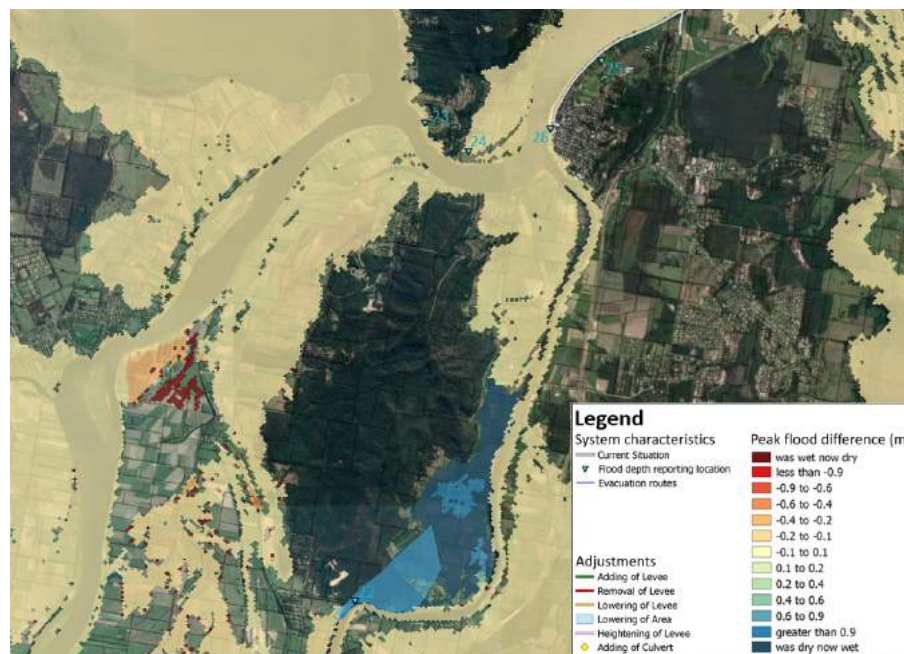 24
26
Legend
System characteristics
Current Situation
Flood depth reporting location
Evacuation routes
Adjustments
Adding of Levee
Removal of Levee
Lowering of Levee
Lowering of Area
Heightening of Levee
Adding of Culvert
Peak flood difference (m
was wet now dry
less than -0.9
-0.9 to -0.6
-0.6 to -0.4
-0.4 to -0.2
-0.2 to -0.1
-0.1 to 0.1
0.1 to 0.2
0.2 to 0.4
0.4 to 0.6
0.6 to 0.9
greater than 0.9
was dry now wet